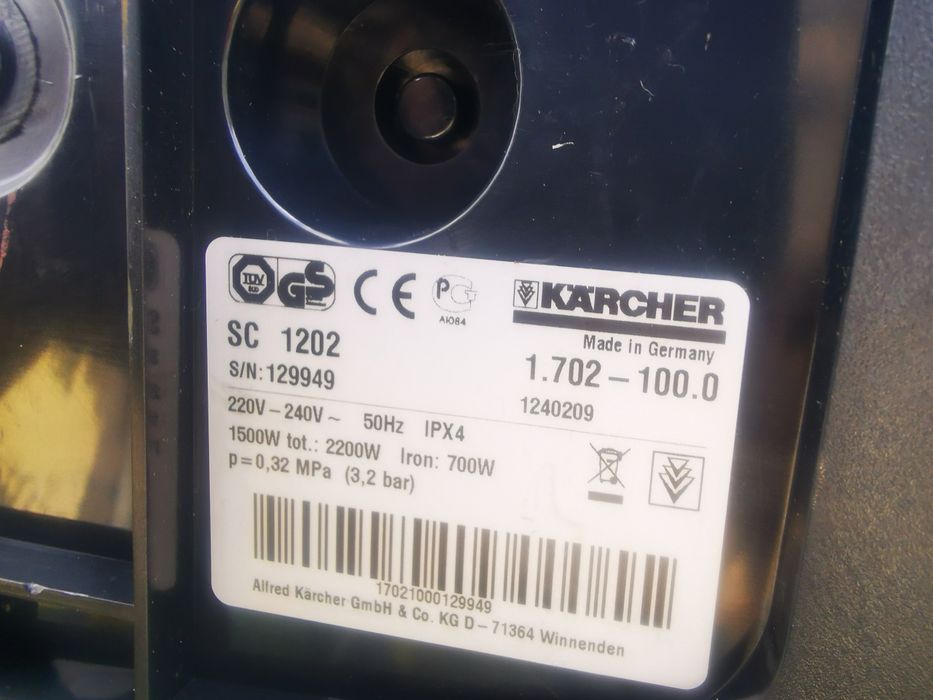 TÜV
GS CE PG
AЮ64
KÄRCHER
Made in Germany
SC 1202
1.702-100.0
S/N: 129949
1240209
220V-240V~ 50Hz IPX4
1500W tot.: 2200W Iron: 700W
p=0,32 MPa (3,2 bar)
17021000129949
Alfred Kärcher GmbH & Co. KG D-71364 Winnenden